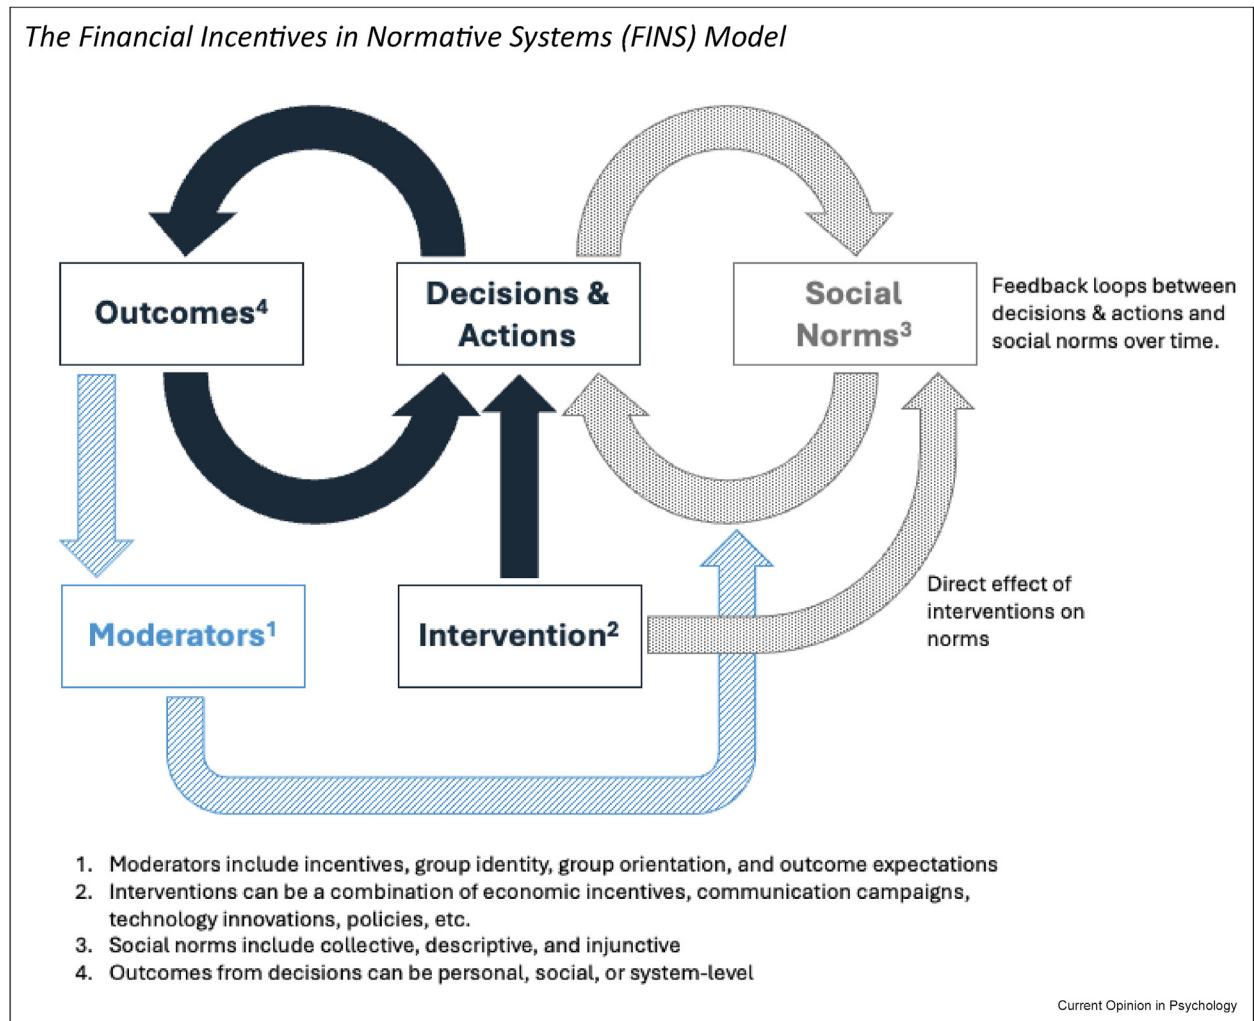 The Financial Incentives in Normative Systems (FINS) Model
Outcomes⁴
Decisions &
Actions
Social
Norms³
Feedback loops between
decisions & actions and
social norms over time.
Moderators¹
Intervention²
Direct effect of
interventions on
norms
1. Moderators include incentives, group identity, group orientation, and outcome expectations
2. Interventions can be a combination of economic incentives, communication campaigns,
technology innovations, policies, etc.
3. Social norms include collective, descriptive, and injunctive
4. Outcomes from decisions can be personal, social, or system-level
Current Opinion in Psychology